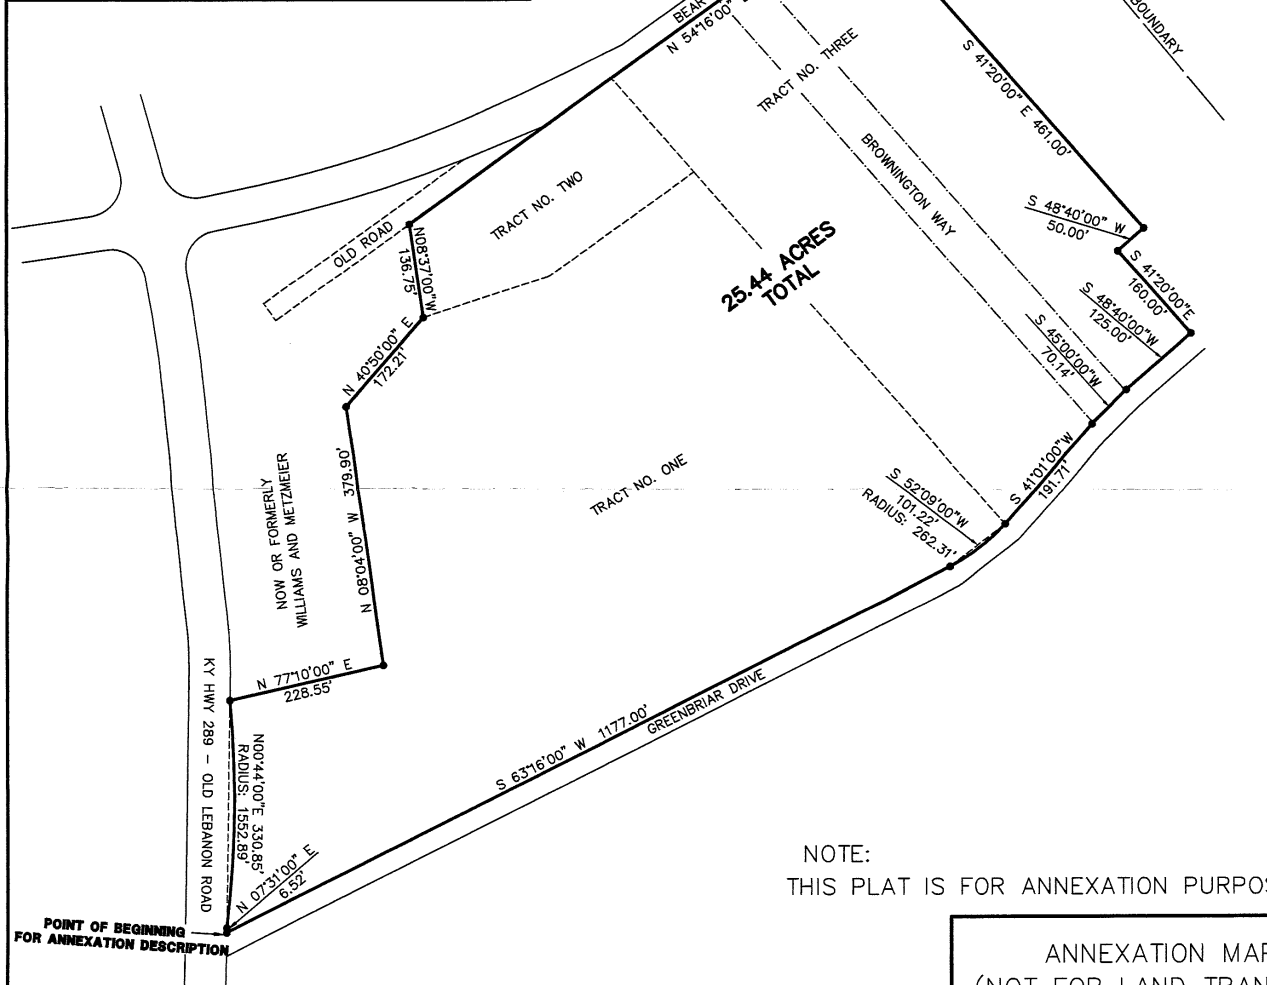 BEAR
N 54°16'00"
BOUNDARY
S 41°20'00" E 461.00'
TRACT NO. THREE
BROWNINGTON WAY
TRACT NO. TWO
OLD ROAD
N08°37'00"W
136.75'
S 48°40'00" W
50.00'
S 41°20'00"E
160.00'
S 48°40'00"W
125.00'
S 45°00'00"W
70.14'
25.44 ACRES
TOTAL
N 40°50'00" E
172.21'
N 08°04'00" W 379.90'
NOW OR FORMERLY
WILLIAMS AND METZMEIER
TRACT NO. ONE
S 41°01'00"W
191.71'
S 52°09'00"W
101.22'
RADIUS: 262.31'
N 77°10'00" E
228.55'
KY HWY 289 – OLD LEBANON ROAD
N00°44'00"E 330.85'
RADIUS: 1552.89'
S 63°16'00" W 1177.00'
GREENBRIAR DRIVE
N 07°31'00" E
6.52'
POINT OF BEGINNING
FOR ANNEXATION DESCRIPTION
NOTE:
THIS PLAT IS FOR ANNEXATION PURPOS
ANNEXATION MAP
(NOT FOR LAND TRAN